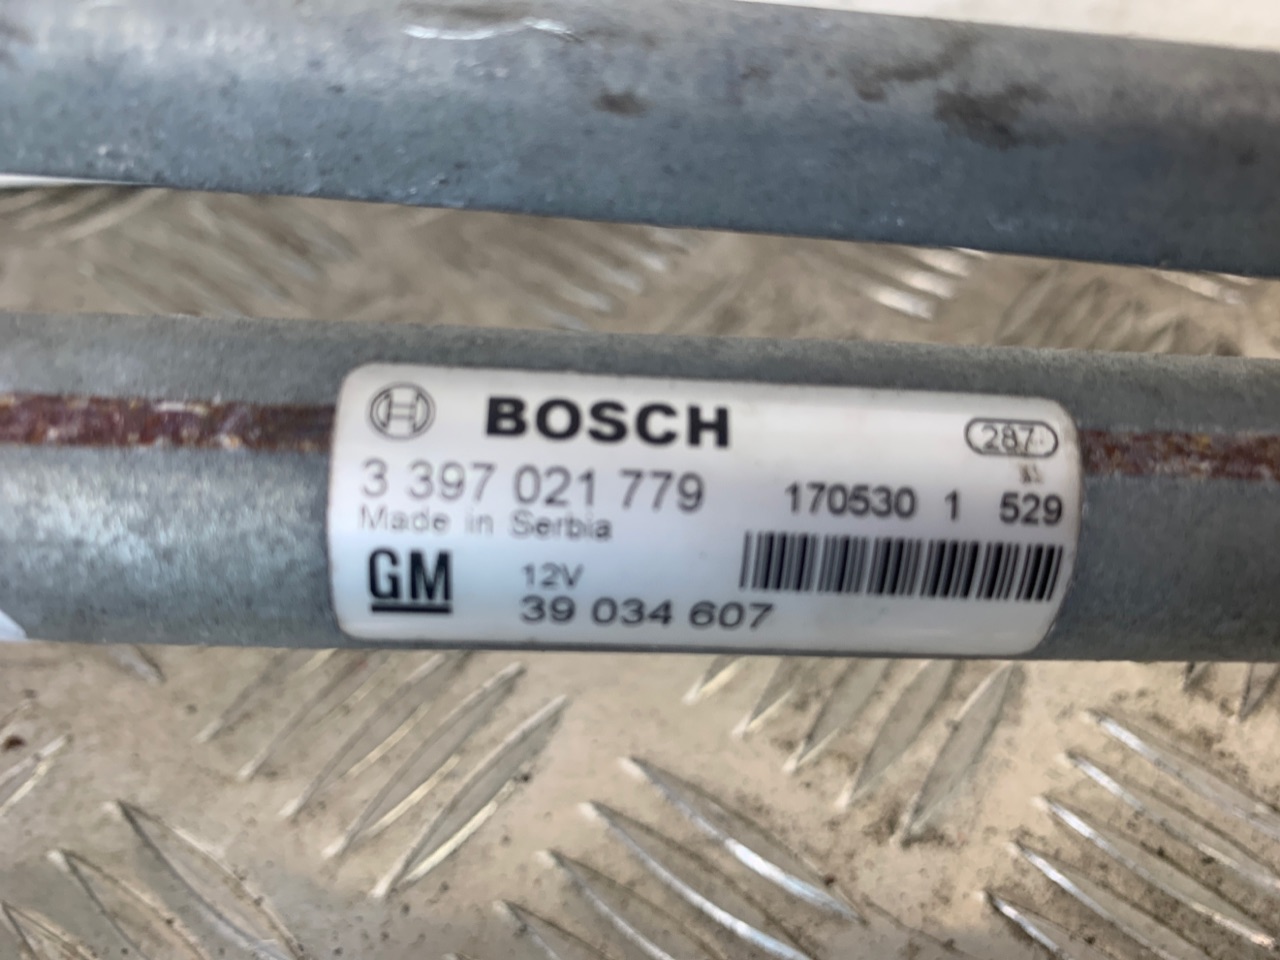 BOSCH
287
3 397 021 779
170530 1 529
Made in Serbia
GM
12V
39 034 607